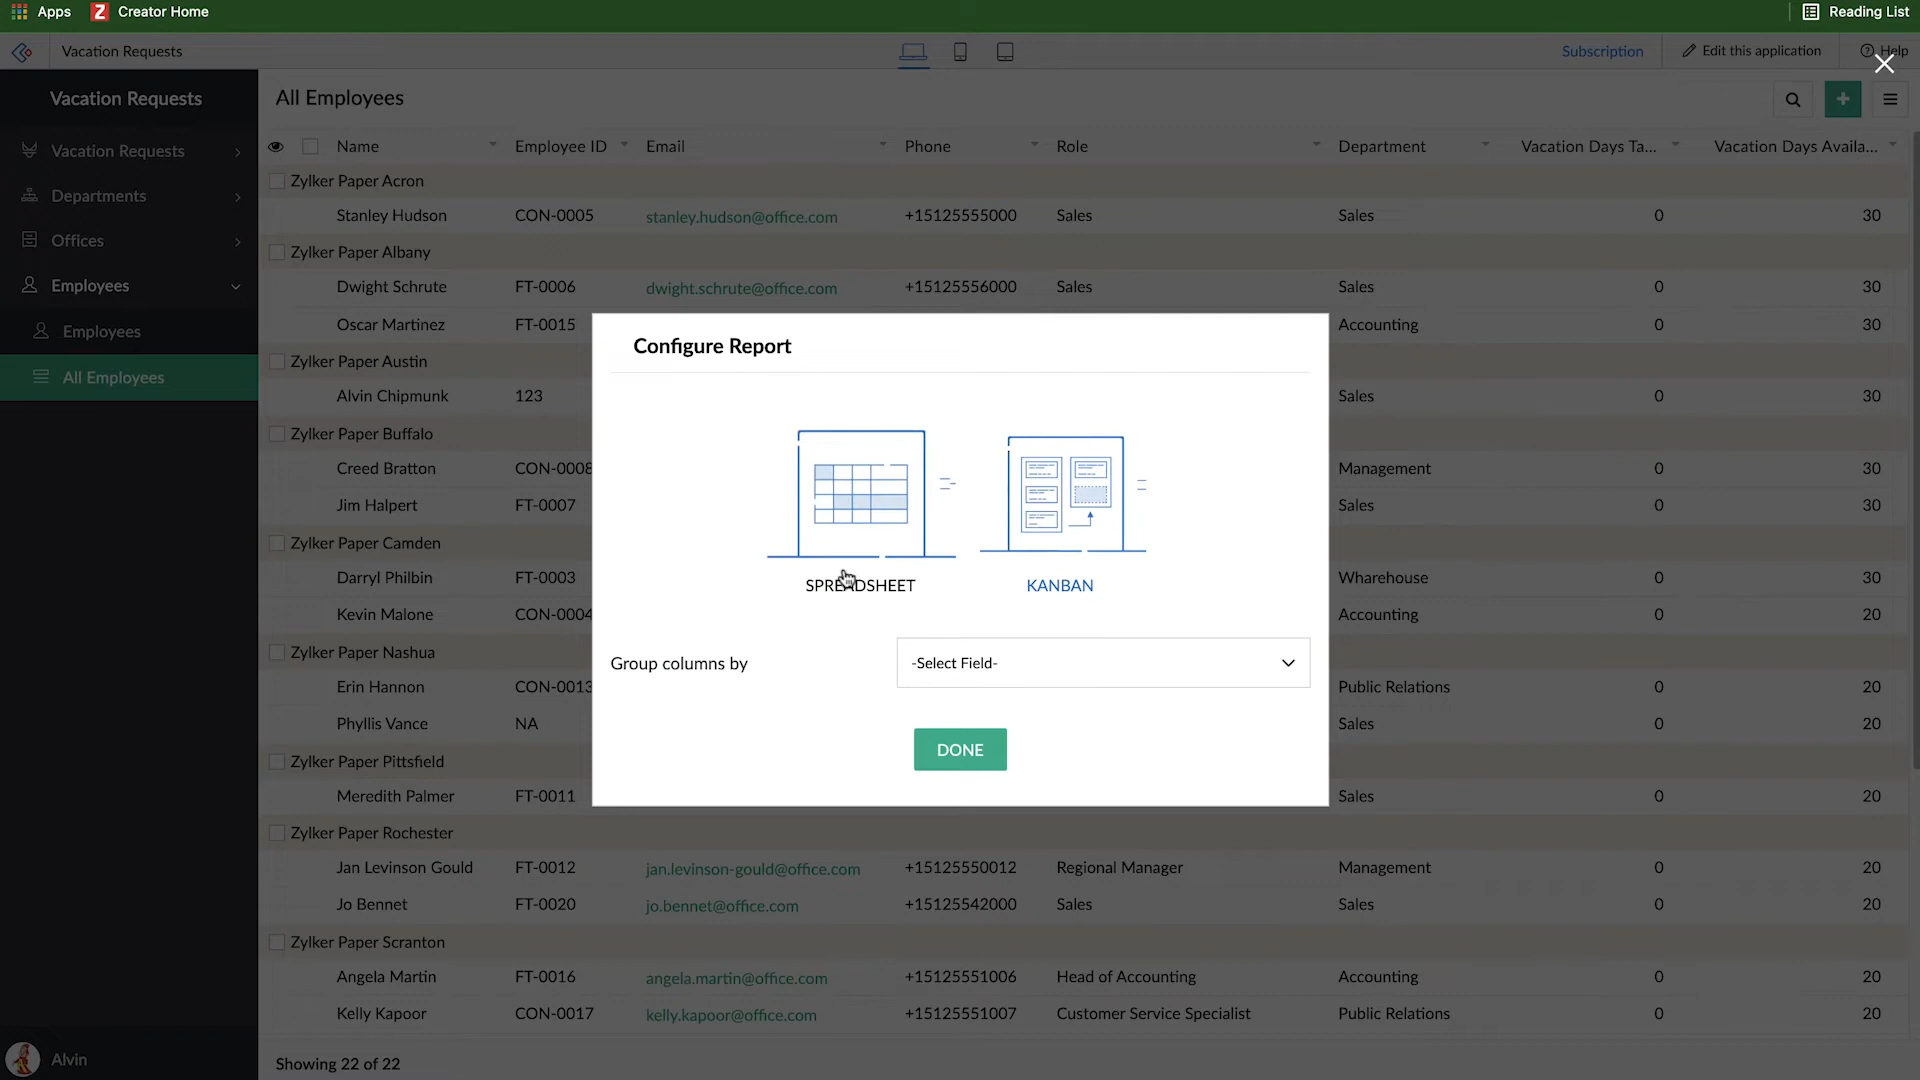 Apps Creator Home Reading List
Vacation Requests Subscription Edit this application Help
Vacation Requests
Vacation Requests
Departments
Offices
Employees
Employees
All Employees
Alvin
All Employees
Name Employee ID Email Phone Role Department Vacation Days Ta... Vacation Days Availa...
Zylker Paper Acron
Stanley Hudson CON-0005 stanley.hudson@office.com +15125555000 Sales Sales 0 30
Zylker Paper Albany
Dwight Schrute FT-0006 dwight.schrute@office.com +15125556000 Sales Sales 0 30
Oscar Martinez FT-0015 Accounting 0 30
Zylker Paper Austin
Alvin Chipmunk 123 Sales 0 30
Zylker Paper Buffalo
Creed Bratton CON-0008 Management 0 30
Jim Halpert FT-0007 Sales 0 30
Zylker Paper Camden
Darryl Philbin FT-0003 Wharehouse 0 30
Kevin Malone CON-0004 Accounting 0 20
Zylker Paper Nashua
Erin Hannon CON-0013 Public Relations 0 20
Phyllis Vance NA Sales 0 20
Zylker Paper Pittsfield
Meredith Palmer FT-0011 Sales 0 20
Zylker Paper Rochester
Jan Levinson Gould FT-0012 jan.levinson-gould@office.com +15125550012 Regional Manager Management 0 20
Jo Bennet FT-0020 jo.bennet@office.com +15125542000 Sales Sales 0 20
Zylker Paper Scranton
Angela Martin FT-0016 angela.martin@office.com +15125551006 Head of Accounting Accounting 0 20
Kelly Kapoor CON-0017 kelly.kapoor@office.com +15125551007 Customer Service Specialist Public Relations 0 20
Showing 22 of 22
Configure Report
SPREADSHEET KANBAN
Group columns by -Select Field-
DONE